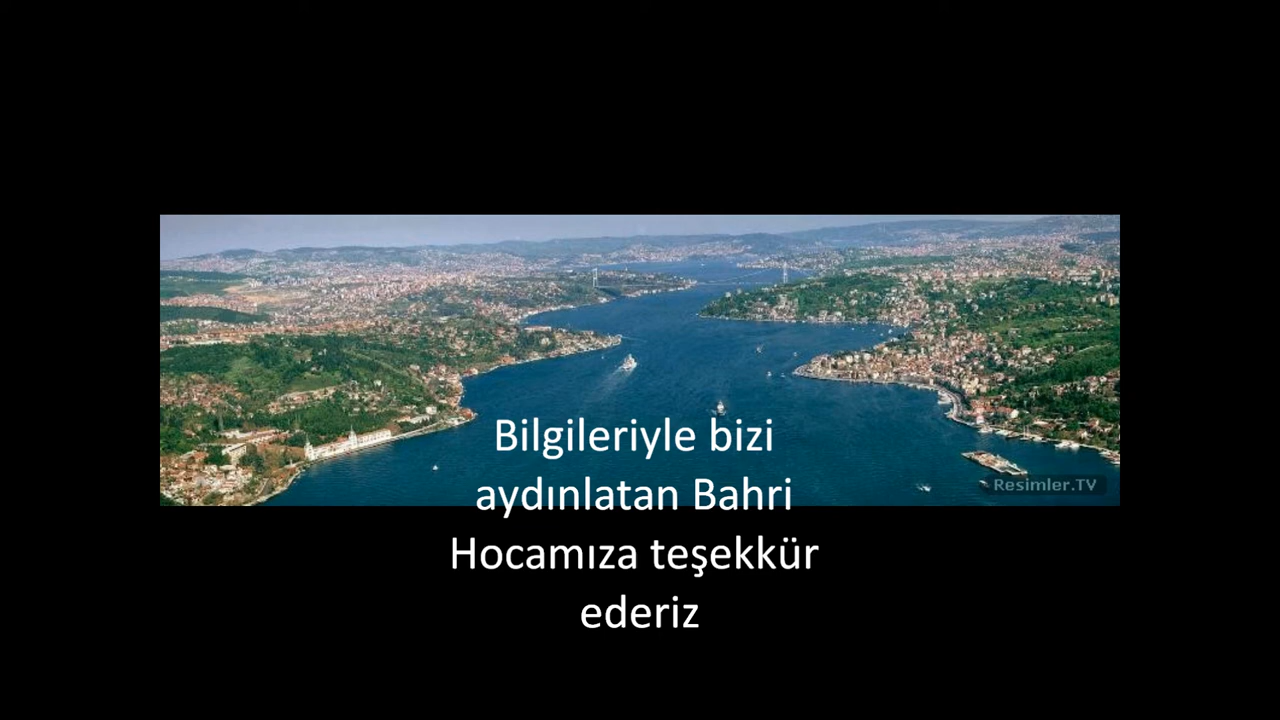 Bilgileriyle bizi
aydınlatan Bahri
Resimler.TV
Hocamıza teşekkür
ederiz